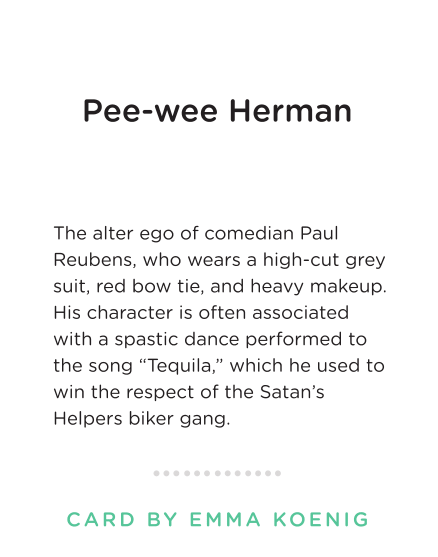 Pee-wee Herman
The alter ego of comedian Paul
Reubens, who wears a high-cut grey
suit, red bow tie, and heavy makeup.
His character is often associated
with a spastic dance performed to
the song “Tequila,” which he used to
win the respect of the Satan’s
Helpers biker gang.
CARD BY EMMA KOENIG